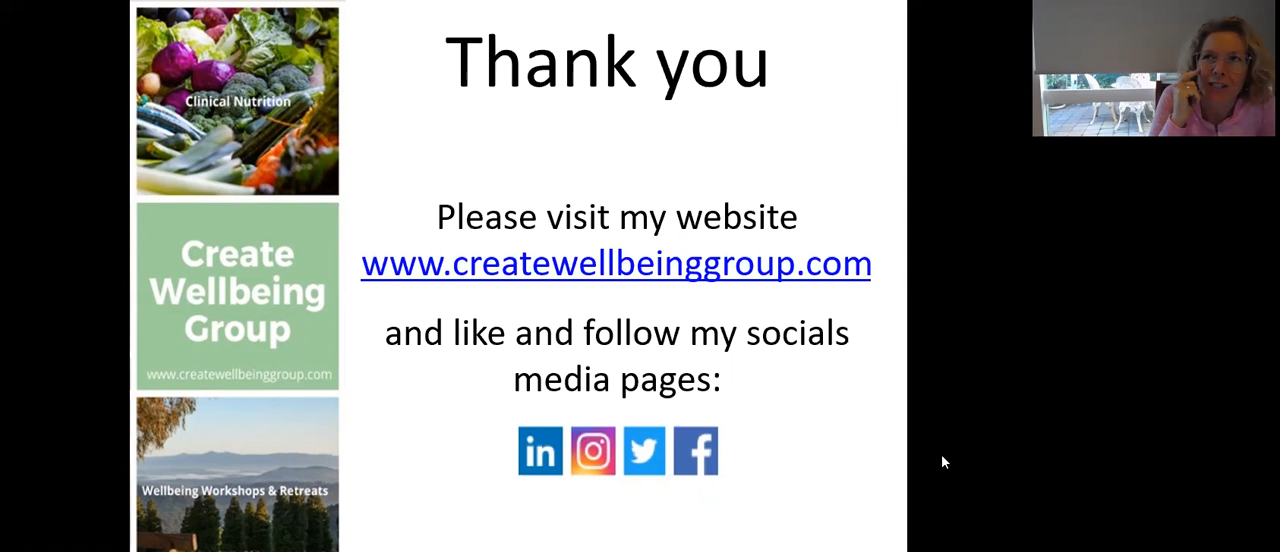 Thank you
Clinical Nutrition
Please visit my website
www.createwellbeinggroup.com
Create
Wellbeing
Group
www.createwellbeinggroup.com
and like and follow my socials
media pages:
in
f
Wellbeing Workshops & Retreats